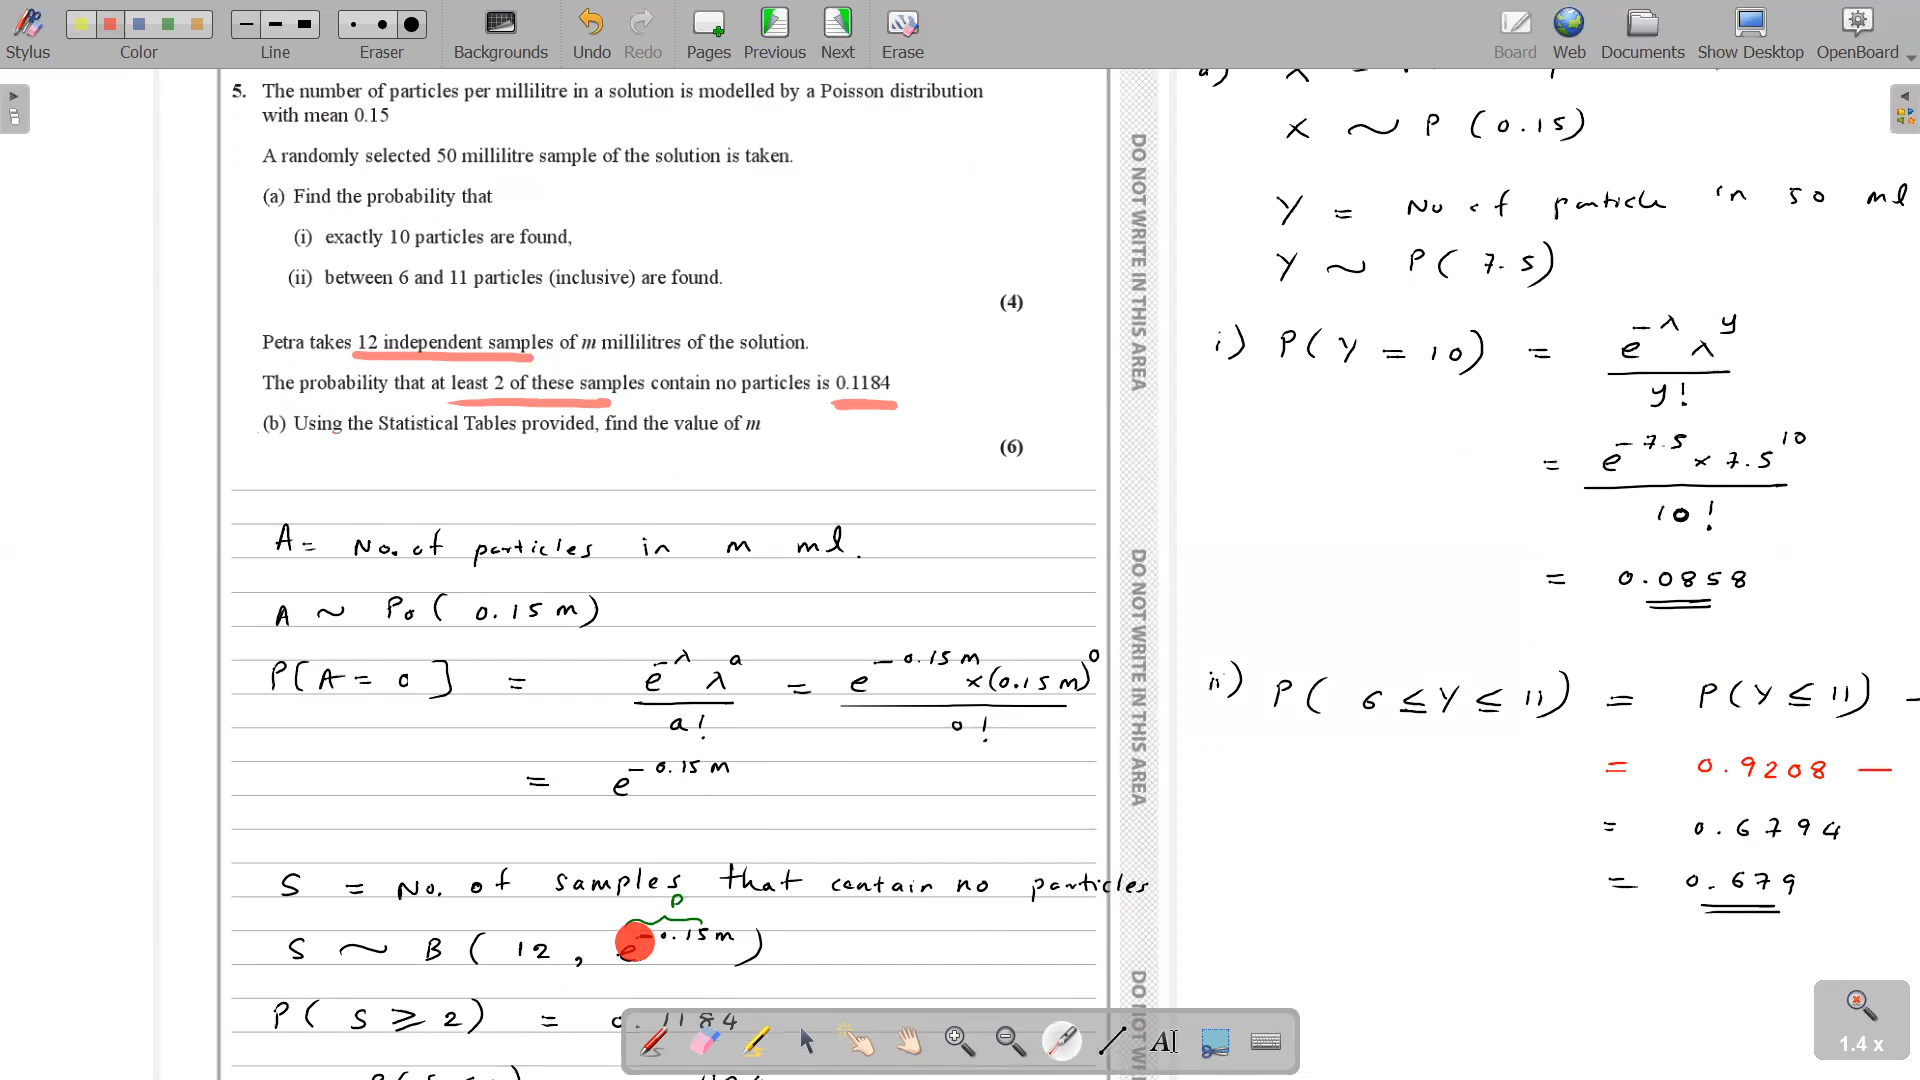 Stylus
Color
Line
Eraser
Backgrounds
Undo
Redo
Pages
Previous
Next
Erase
Board
Web
Documents
Show Desktop
OpenBoard
5. The number of particles per millilitre in a solution is modelled by a Poisson distribution
with mean 0.15
A randomly selected 50 millilitre sample of the solution is taken.
(a) Find the probability that
(i) exactly 10 particles are found,
(ii) between 6 and 11 particles (inclusive) are found.
(4)
Petra takes 12 independent samples of m millilitres of the solution.
The probability that at least 2 of these samples contain no particles is 0.1184
(b) Using the Statistical Tables provided, find the value of m
(6)
A = No. of particles in m ml.
A ~ Po ( 0.15 m )
P[ A = 0 ] = e^-λ λ^a / a! = e^-0.15 m × (0.15 m)^0 / 0!
= e^-0.15 m
S = No. of samples that contain no particles
p
S ~ B ( 12 , e^-0.15 m )
P( S ≥ 2 ) = 0.1184
DO NOT WRITE IN THIS AREA
DO NOT WRITE IN THIS AREA
DO NOT WRI
a)
X ~ P (0.15)
Y = No of particle in 50 ml
Y ~ P( 7.5)
i) P( Y = 10 ) = e^-λ λ^y / y!
= e^-7.5 × 7.5^10 / 10!
= 0.0858
ii) P( 6 ≤ Y ≤ 11) = P( Y ≤ 11) -
= 0.9208 —
= 0.6794
= 0.679
AI
1.4 x